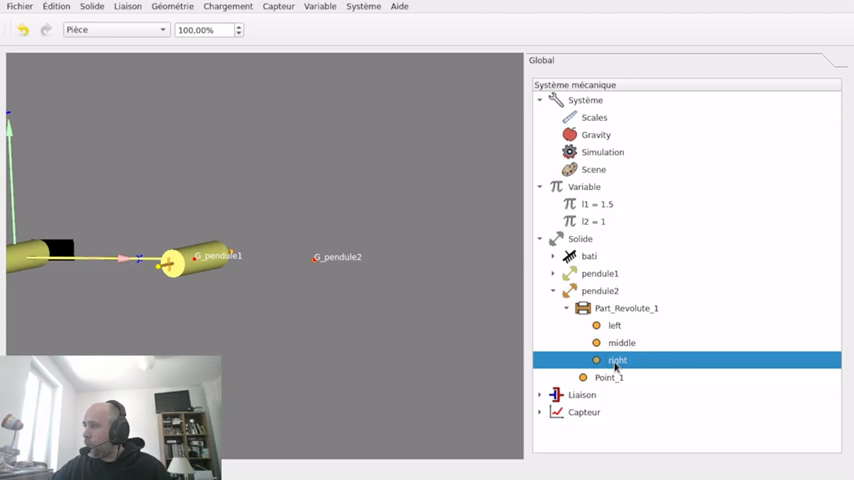 Fichier Édition Solide Liaison Géométrie Chargement Capteur Variable Système Aide
Pièce 100,00%
Global
Système mécanique
Système
Scales
Gravity
Simulation
Scene
Variable
l1 = 1.5
l2 = 1
Solide
bati
pendule1
pendule2
Part_Revolute_1
left
middle
right
Point_1
Liaison
Capteur
G_pendule1
G_pendule2